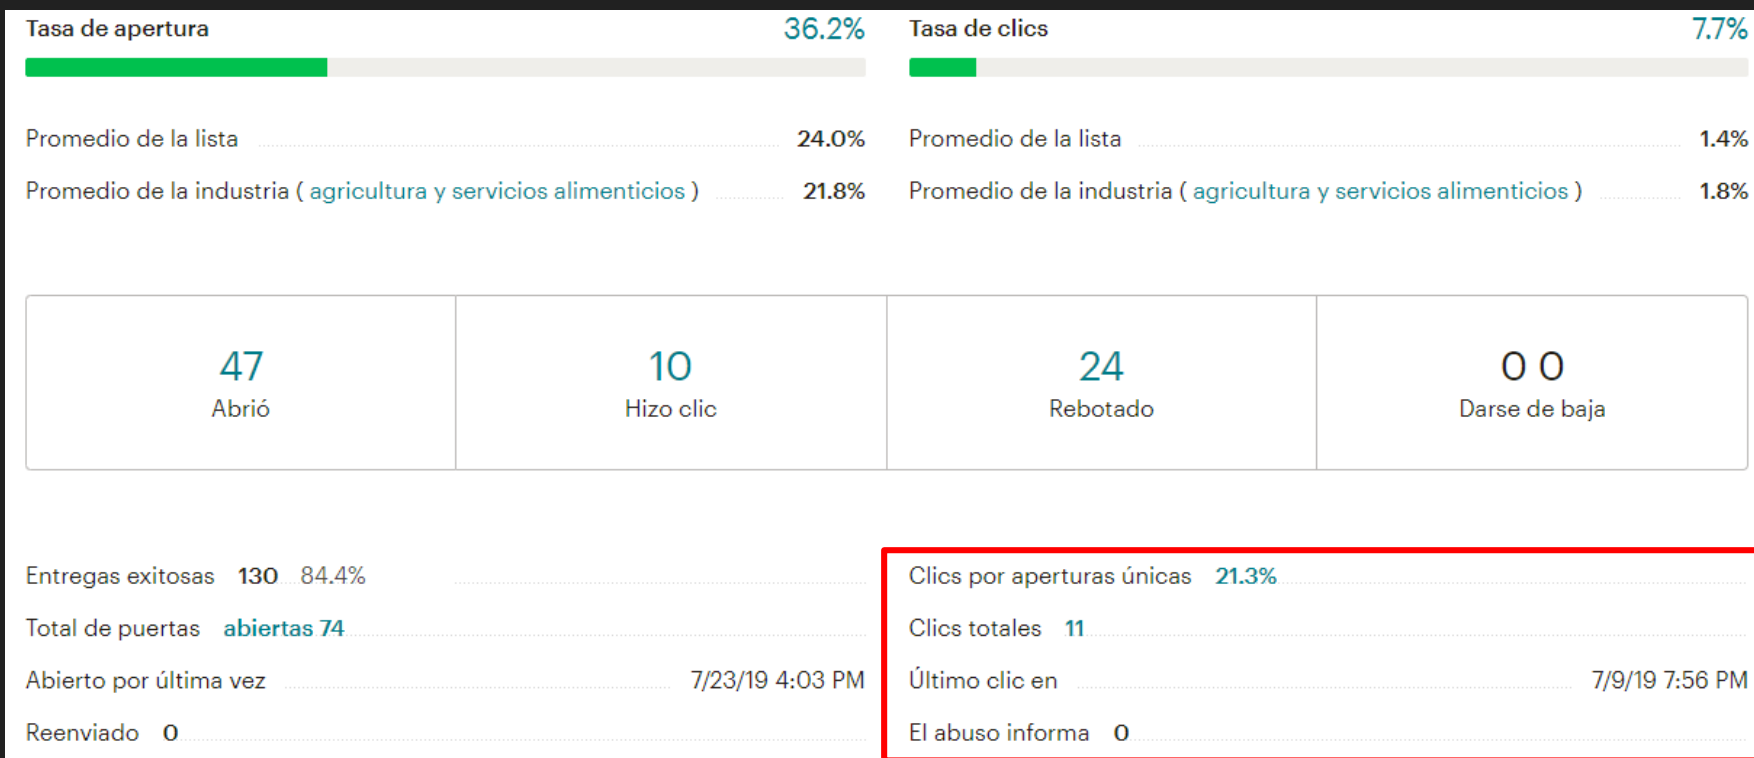 Tasa de apertura 36.2%
Tasa de clics 7.7%
Promedio de la lista 24.0%
Promedio de la lista 1.4%
Promedio de la industria ( agricultura y servicios alimenticios ) 21.8%
Promedio de la industria ( agricultura y servicios alimenticios ) 1.8%
47
Abrió
10
Hizo clic
24
Rebotado
0 0
Darse de baja
Entregas exitosas 130 84.4%
Total de puertas abiertas 74
Abierto por última vez 7/23/19 4:03 PM
Reenviado 0
Clics por aperturas únicas 21.3%
Clics totales 11
Último clic en 7/9/19 7:56 PM
El abuso informa 0